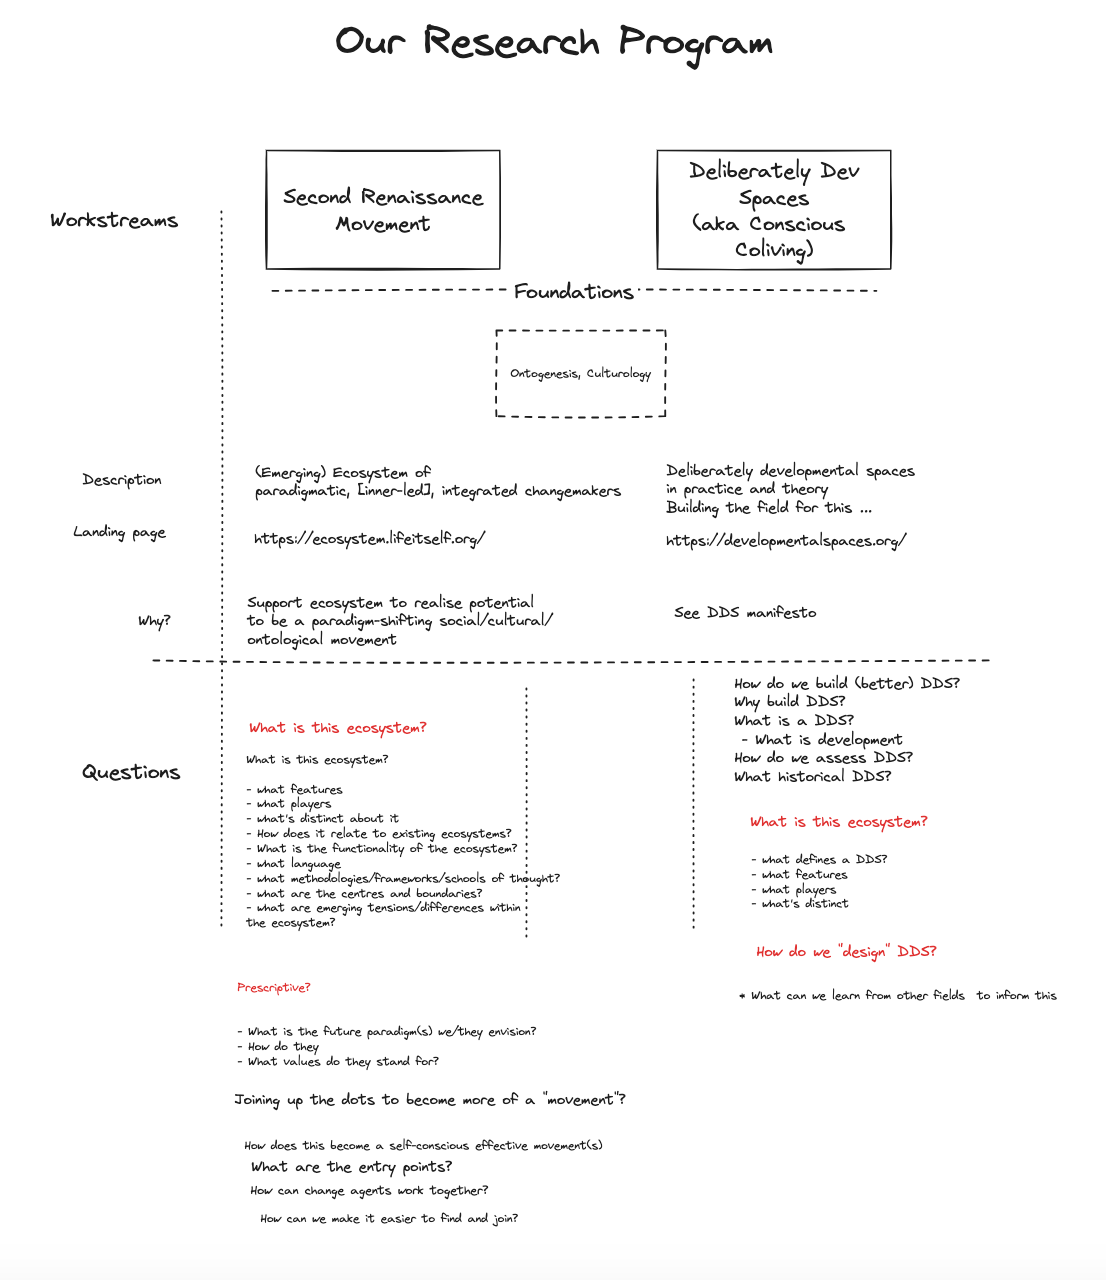 Our Research Program
Workstreams
Second Renaissance
Movement
Deliberately Dev
Spaces
(aka Conscious
Coliving)
Foundations
Ontogenesis, Culturology
Description
(Emerging) Ecosystem of
paradigmatic, [inner-led], integrated changemakers
Deliberately developmental spaces
in practice and theory
Building the field for this ...
Landing page
https://ecosystem.lifeitself.org/
https://developmentalspaces.org/
Why?
Support ecosystem to realise potential
to be a paradigm-shifting social/cultural/
ontological movement
See DDS manifesto
Questions
What is this ecosystem?
What is this ecosystem?
- what features
- what players
- what's distinct about it
- How does it relate to existing ecosystems?
- What is the functionality of the ecosystem?
- what language
- what methodologies/frameworks/schools of thought?
- what are the centres and boundaries?
- what are emerging tensions/differences within
the ecosystem?
Prescriptive?
- What is the future paradigm(s) we/they envision?
- How do they
- What values do they stand for?
Joining up the dots to become more of a "movement"?
How does this become a self-conscious effective movement(s)
What are the entry points?
How can change agents work together?
How can we make it easier to find and join?
How do we build (better) DDS?
Why build DDS?
What is a DDS?
- What is development
How do we assess DDS?
What historical DDS?
What is this ecosystem?
- what defines a DDS?
- what features
- what players
- what's distinct
How do we "design" DDS?
* What can we learn from other fields to inform this